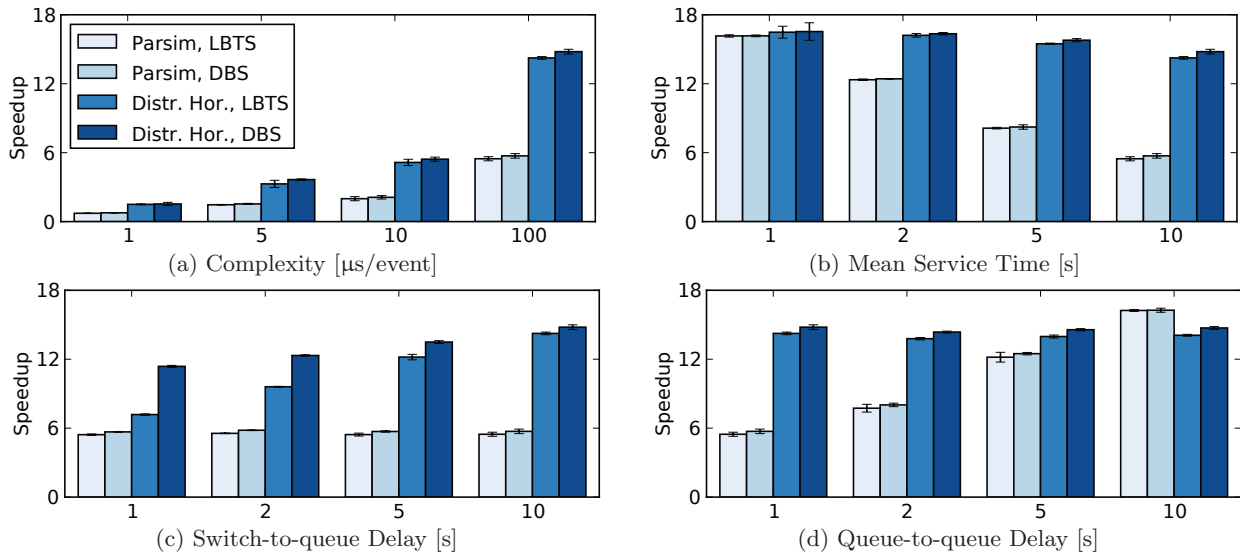 18
12
6
0
Speedup
Parsim, LBTS
Parsim, DBS
Distr. Hor., LBTS
Distr. Hor., DBS
1 5 10 100
(a) Complexity [μs/event]
18
12
6
0
Speedup
1 2 5 10
(b) Mean Service Time [s]
18
12
6
0
Speedup
1 2 5 10
(c) Switch-to-queue Delay [s]
18
12
6
0
Speedup
1 2 5 10
(d) Queue-to-queue Delay [s]